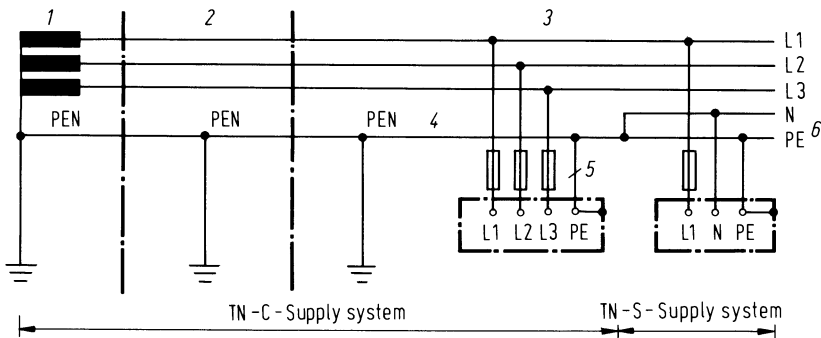 1 2 3
L1
L2
L3
N
PEN PEN PEN 4
PE 6
5
L1 L2 L3 PE
L1 N PE
TN-C-Supply system
TN-S-Supply system